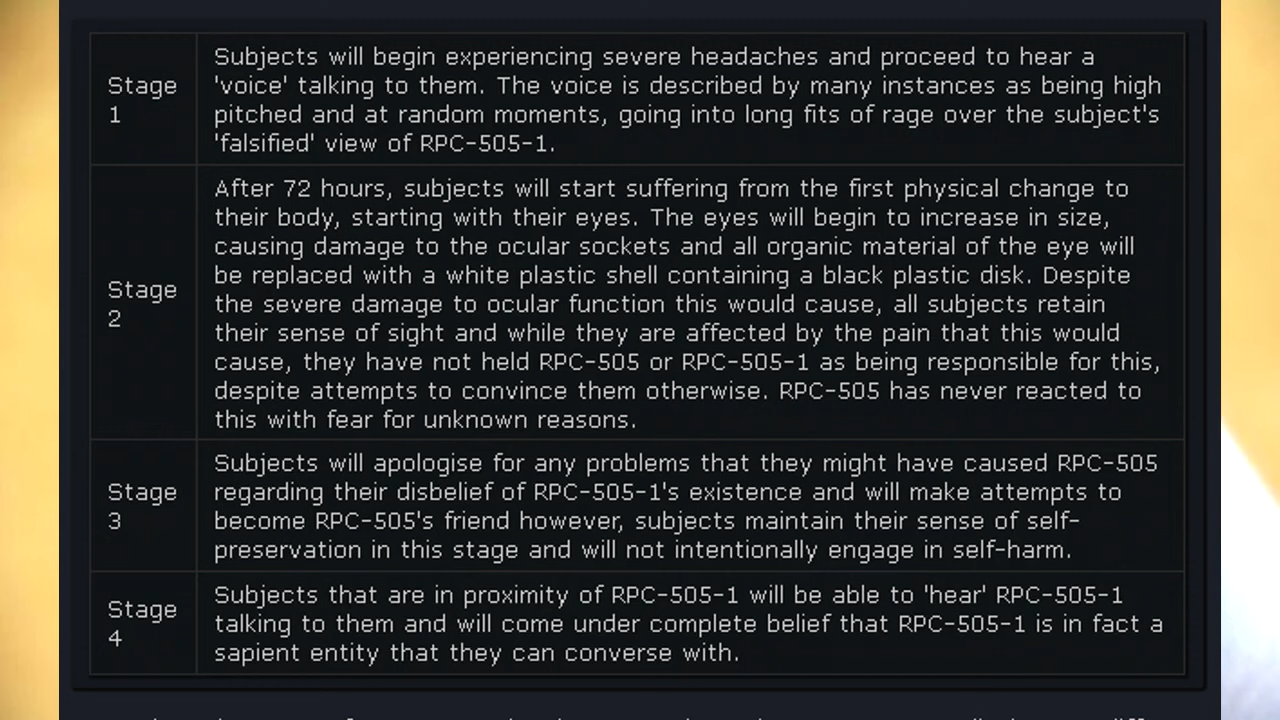 Stage 1
Subjects will begin experiencing severe headaches and proceed to hear a
'voice' talking to them. The voice is described by many instances as being high
pitched and at random moments, going into long fits of rage over the subject's
'falsified' view of RPC-505-1.
Stage 2
After 72 hours, subjects will start suffering from the first physical change to
their body, starting with their eyes. The eyes will begin to increase in size,
causing damage to the ocular sockets and all organic material of the eye will
be replaced with a white plastic shell containing a black plastic disk. Despite
the severe damage to ocular function this would cause, all subjects retain
their sense of sight and while they are affected by the pain that this would
cause, they have not held RPC-505 or RPC-505-1 as being responsible for this,
despite attempts to convince them otherwise. RPC-505 has never reacted to
this with fear for unknown reasons.
Stage 3
Subjects will apologise for any problems that they might have caused RPC-505
regarding their disbelief of RPC-505-1's existence and will make attempts to
become RPC-505's friend however, subjects maintain their sense of self-
preservation in this stage and will not intentionally engage in self-harm.
Stage 4
Subjects that are in proximity of RPC-505-1 will be able to 'hear' RPC-505-1
talking to them and will come under complete belief that RPC-505-1 is in fact a
sapient entity that they can converse with.